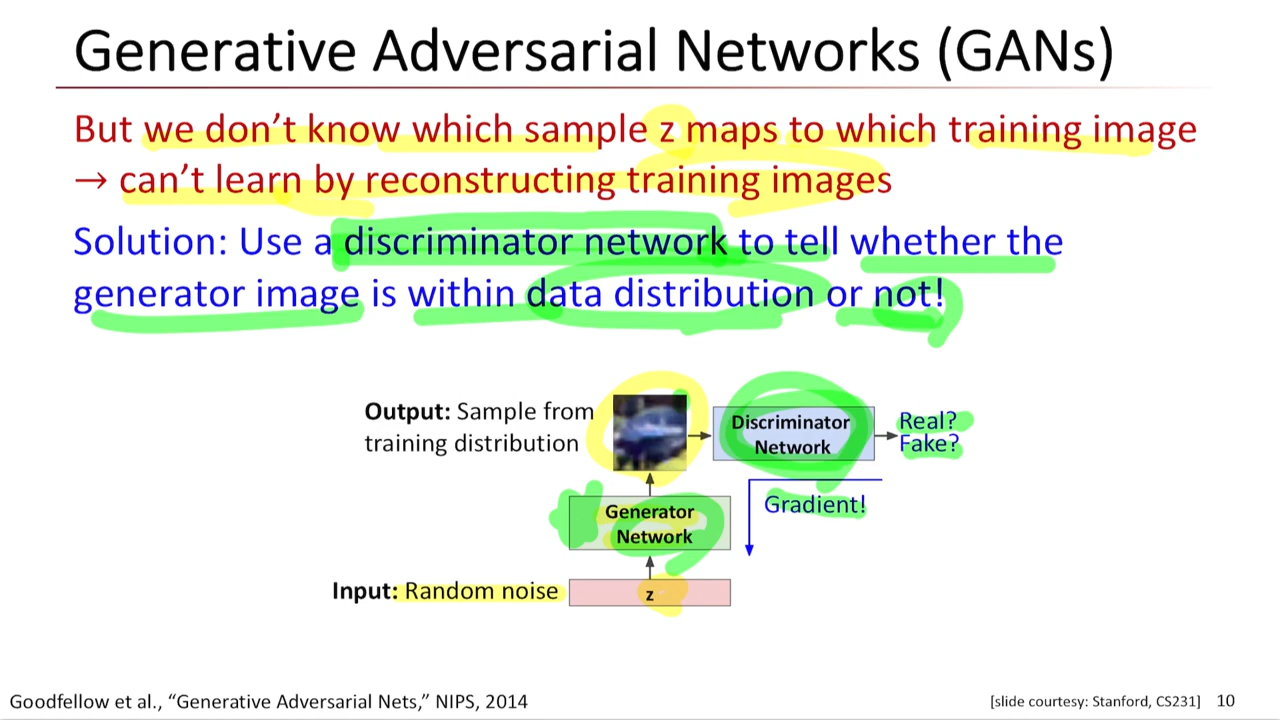 Generative Adversarial Networks (GANs)
But we don't know which sample z maps to which training image
→ can't learn by reconstructing training images
Solution: Use a discriminator network to tell whether the
generator image is within data distribution or not!
Output: Sample from
training distribution
Discriminator
Network
Real?
Fake?
Gradient!
Generator
Network
Input: Random noise
z
Goodfellow et al., “Generative Adversarial Nets,” NIPS, 2014
[slide courtesy: Stanford, CS231] 10